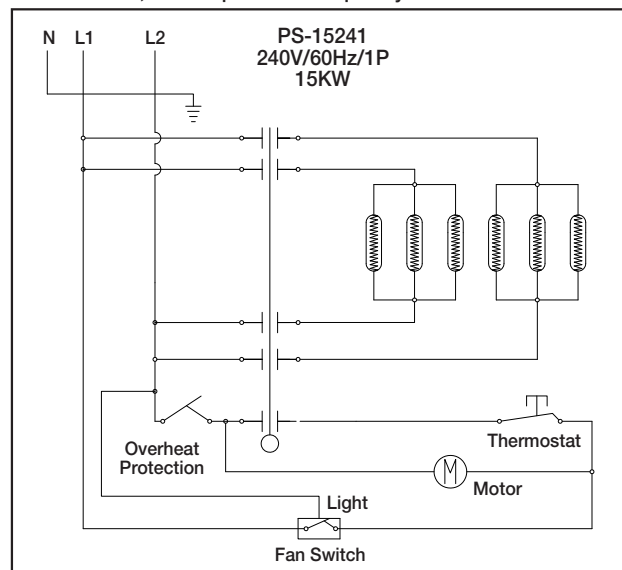 N L1 L2
PS-15241
240V/60Hz/1P
15KW
Overheat
Protection
Thermostat
M
Motor
Light
Fan Switch